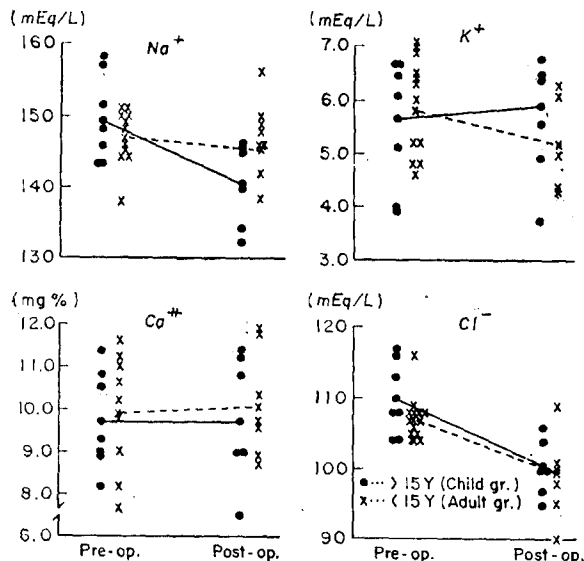 (mEq/L)
Na⁺
160
150
140
130
(mEq/L)
K⁺
7.0
6.0
5.0
4.0
3.0
(mg %)
Ca⁺⁺
12.0
11.0
10.0
9.0
8.0
6.0
Pre-op. Post-op.
(mEq/L)
Cl⁻
120
110
100
90
●··· > 15 Y (Child gr.)
×··· < 15 Y (Adult gr.)
Pre-op. Post-op.